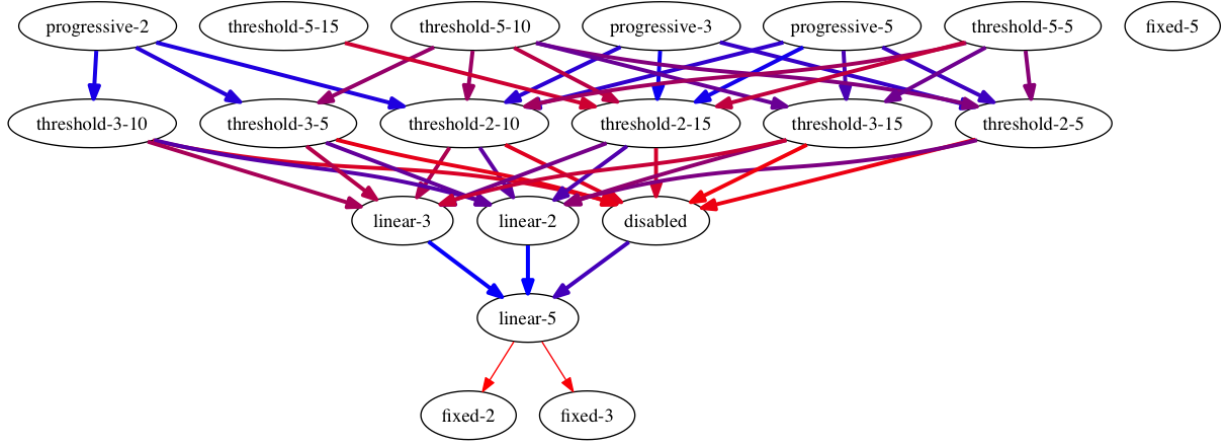 progressive-2 threshold-5-15 threshold-5-10 progressive-3 progressive-5 threshold-5-5 fixed-5
threshold-3-10 threshold-3-5 threshold-2-10 threshold-2-15 threshold-3-15 threshold-2-5
linear-3 linear-2 disabled
linear-5
fixed-2 fixed-3